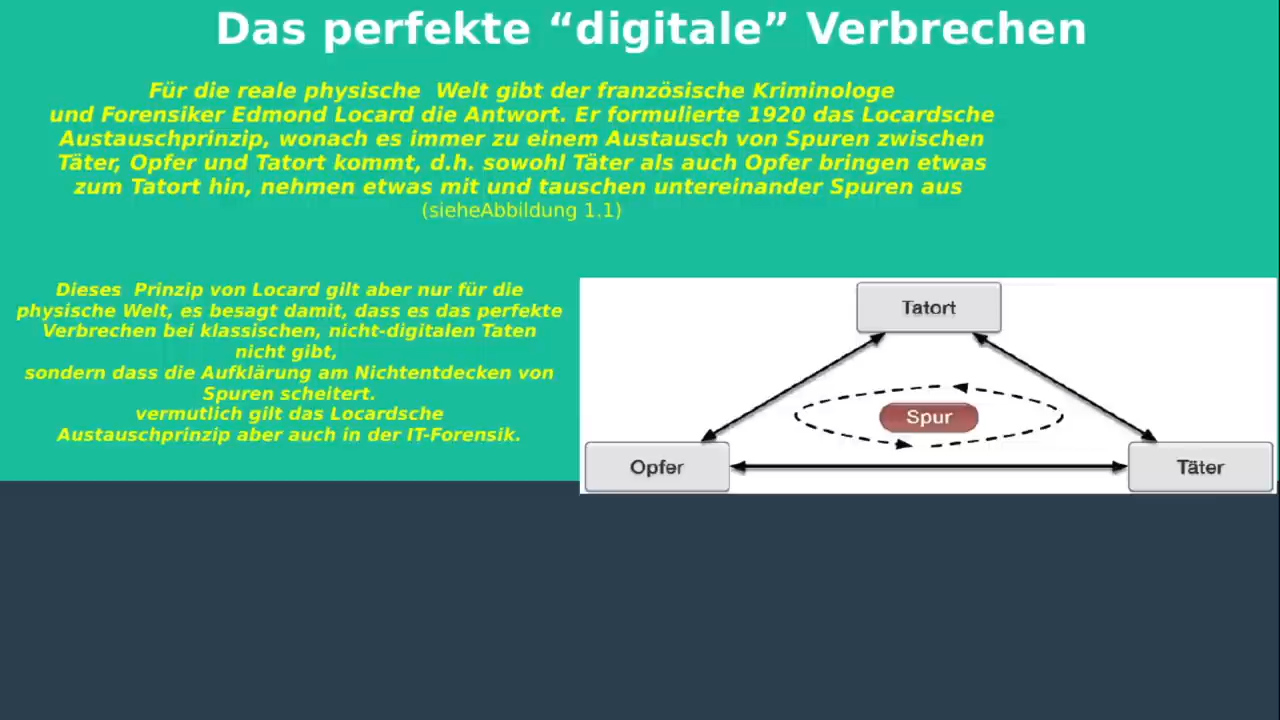 Das perfekte “digitale” Verbrechen
Für die reale physische  Welt gibt der französische Kriminologe
und Forensiker Edmond Locard die Antwort. Er formulierte 1920 das Locardsche
Austauschprinzip, wonach es immer zu einem Austausch von Spuren zwischen
Täter, Opfer und Tatort kommt, d.h. sowohl Täter als auch Opfer bringen etwas
zum Tatort hin, nehmen etwas mit und tauschen untereinander Spuren aus
(sieheAbbildung 1.1)
Dieses  Prinzip von Locard gilt aber nur für die
physische Welt, es besagt damit, dass es das perfekte
Verbrechen bei klassischen, nicht-digitalen Taten
nicht gibt,
sondern dass die Aufklärung am Nichtentdecken von
Spuren scheitert.
vermutlich gilt das Locardsche
Austauschprinzip aber auch in der IT-Forensik.
Tatort
Spur
Opfer
Täter